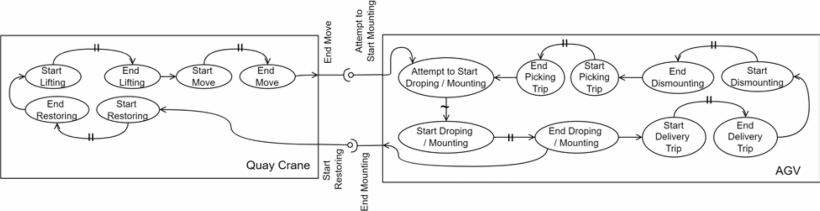 Start
Lifting
End
Lifting
Start
Move
End
Move
End
Restoring
Start
Restoring
Quay Crane
End Move
Attempt to
Start Mounting
Start
Restoring
End Mounting
Attempt to Start
Droping / Mounting
End
Picking
Trip
Start
Picking
Trip
End
Dismounting
Start
Dismounting
Start Droping
/ Mounting
End Droping
/ Mounting
Start
Delivery
Trip
End
Delivery
Trip
AGV